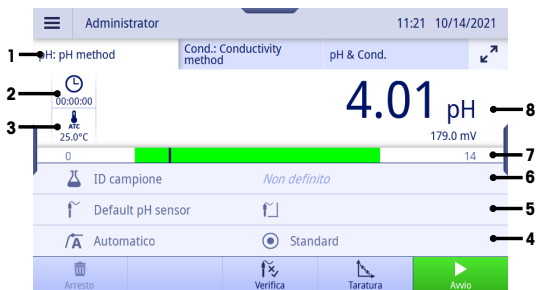 Administrator 11:21 10/14/2021
pH: pH method
Cond.: Conductivity
method
pH & Cond.
1
2
00:00:00
3
ATC
25.0°C
4.01 pH
8
179.0 mV
0 14
7
ID campione Non definito
6
Default pH sensor
5
Automatico Standard
4
Arresto Verifica Taratura Avvio